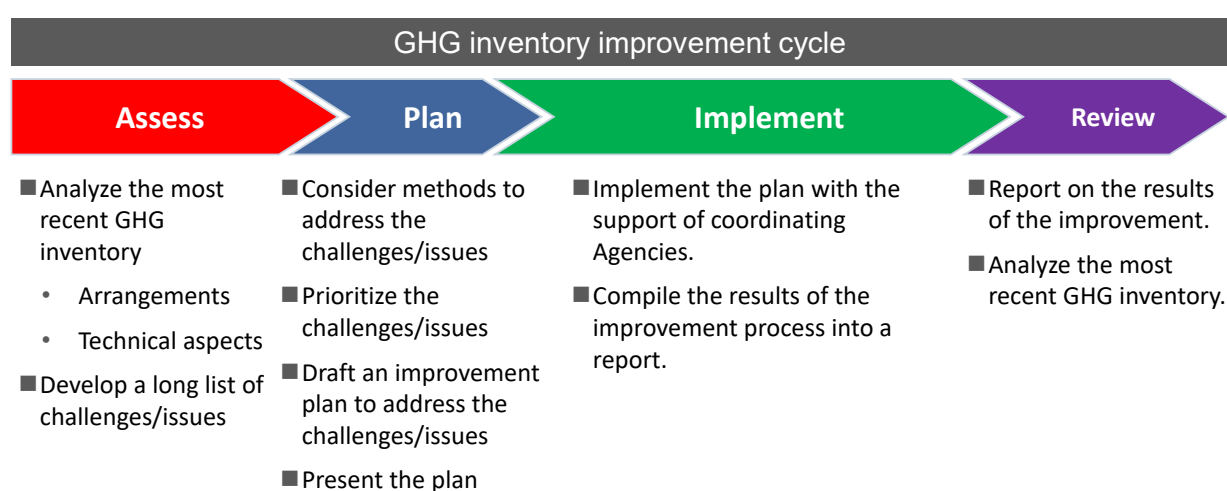 GHG inventory improvement cycle
Assess
Plan
Implement
Review
■Analyze the most
recent GHG
inventory
• Arrangements
• Technical aspects
■Develop a long list of
challenges/issues
■Consider methods to
address the
challenges/issues
■Prioritize the
challenges/issues
■Draft an improvement
plan to address the
challenges/issues
■Present the plan
■Implement the plan with the
support of coordinating
Agencies.
■Compile the results of the
improvement process into a
report.
■Report on the results
of the improvement.
■Analyze the most
recent GHG inventory.